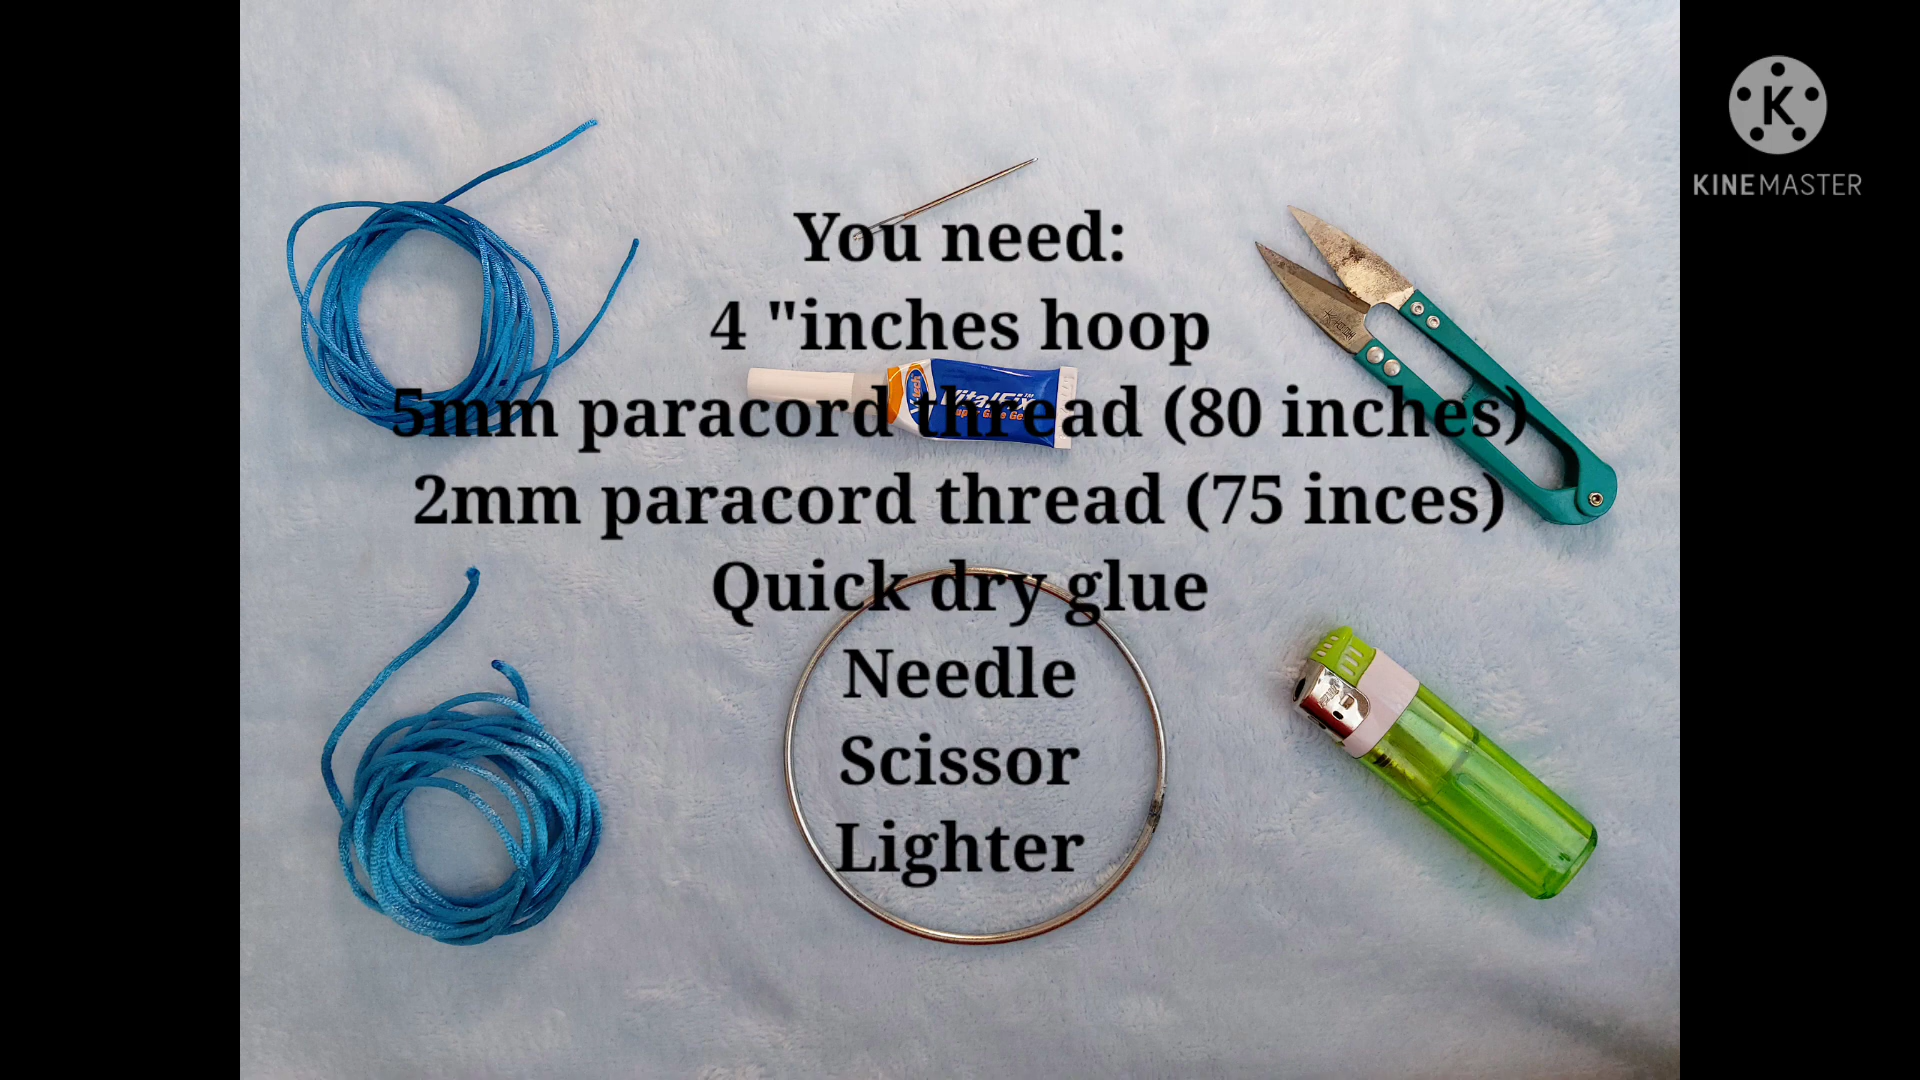 K
KINEMASTER
You need:
4 "inches hoop
5mm paracord thread (80 inches)
2mm paracord thread (75 inces)
Quick dry glue
Needle
Scissor
Lighter